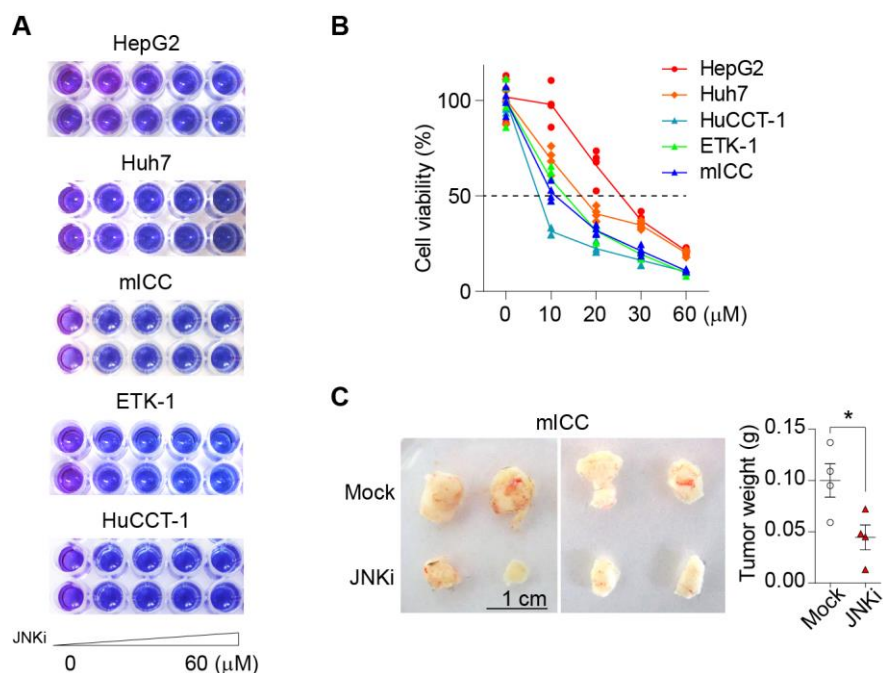 A
HepG2
Huh7
mICC
ETK-1
HuCCT-1
JNKi
0 60 (μM)
B
Cell viability (%)
100
50
0
0 10 20 30 60 (μM)
HepG2
Huh7
HuCCT-1
ETK-1
mICC
C
mICC
Mock
JNKi
1 cm
Tumor weight (g)
0.15
0.10
0.05
0.00
*
Mock
JNKi